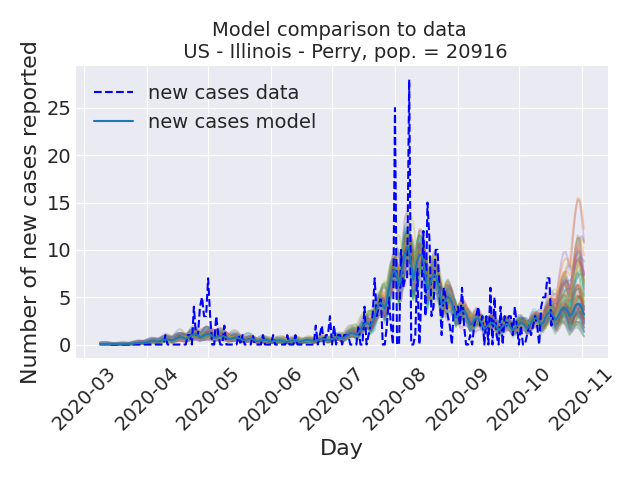 Model comparison to data
US - Illinois - Perry, pop. = 20916
Number of new cases reported
25
20
15
10
5
0
new cases data
new cases model
2020-03
2020-04
2020-05
2020-06
2020-07
2020-08
2020-09
2020-10
2020-11
Day